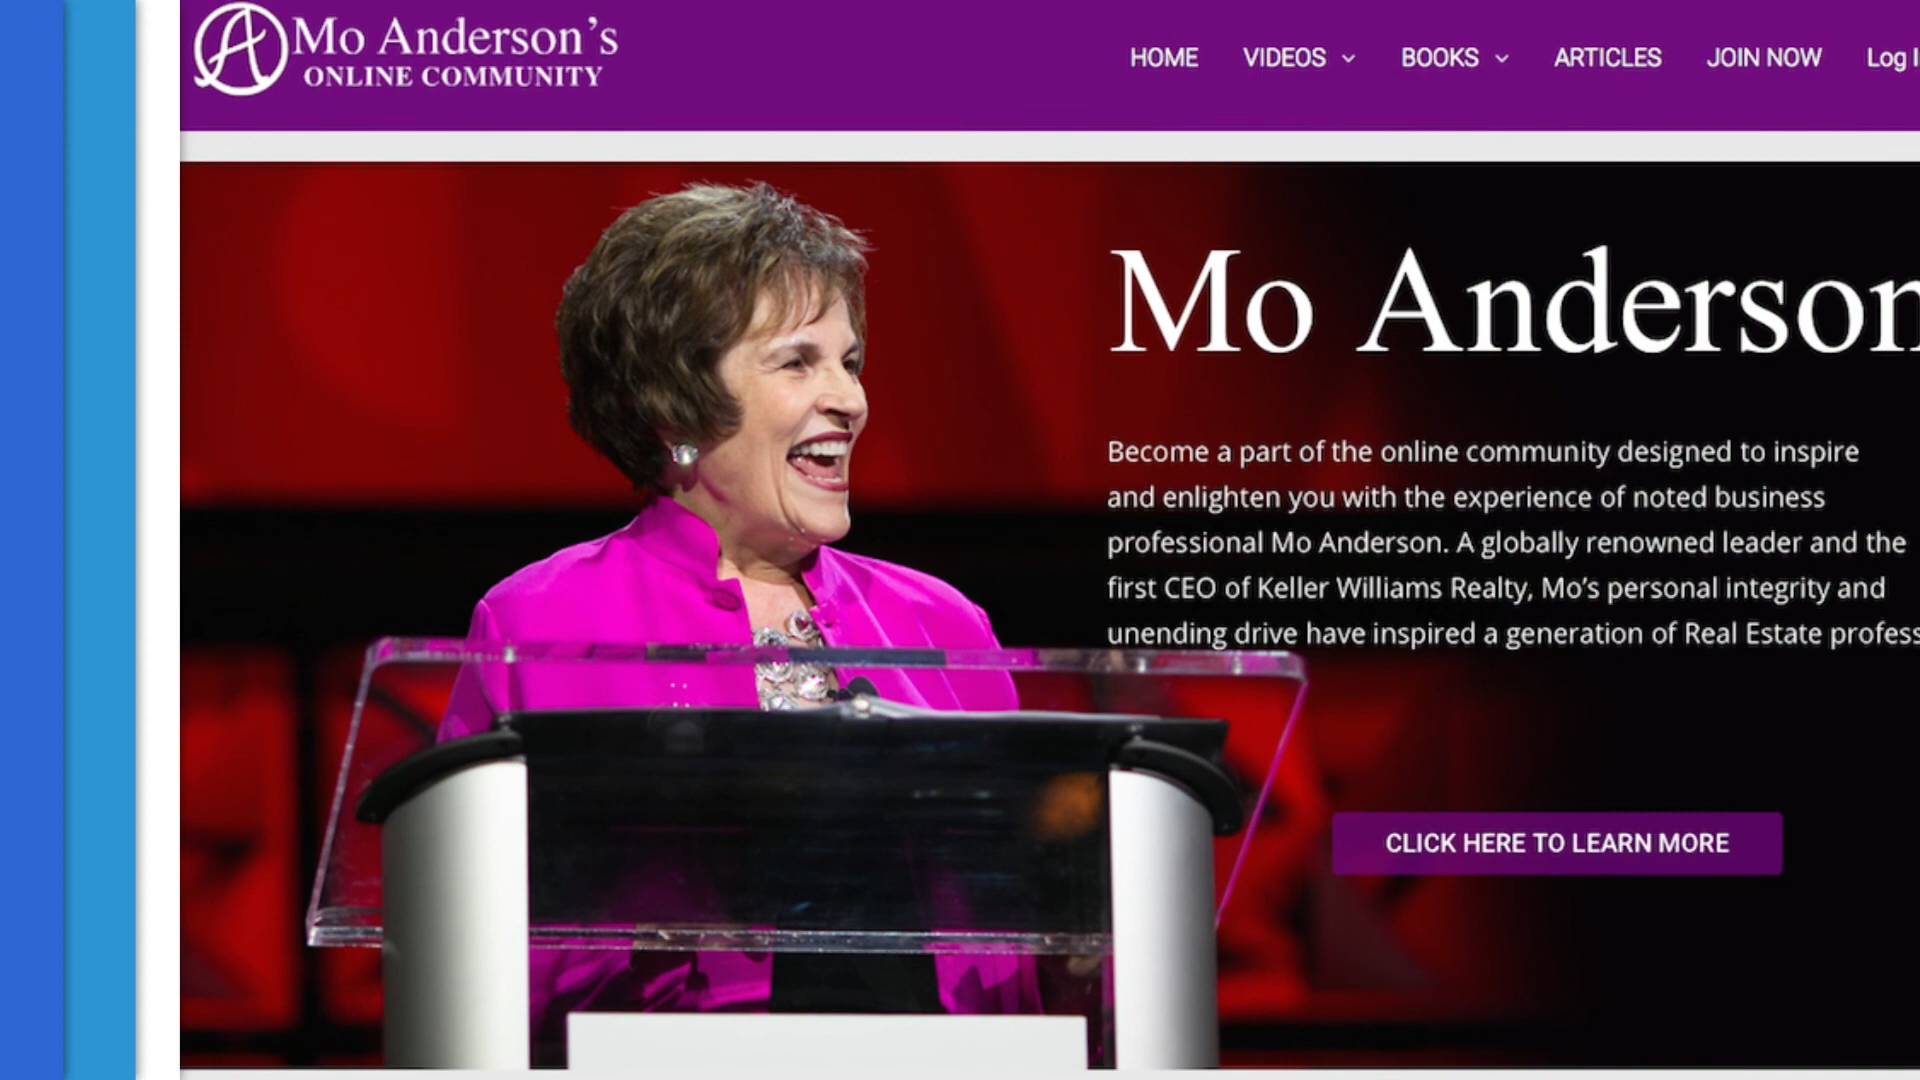 Mo Anderson's
ONLINE COMMUNITY
HOME VIDEOS BOOKS ARTICLES JOIN NOW Log
Mo Anderson
Become a part of the online community designed to inspire
and enlighten you with the experience of noted business
professional Mo Anderson. A globally renowned leader and the
first CEO of Keller Williams Realty, Mo's personal integrity and
unending drive have inspired a generation of Real Estate
CLICK HERE TO LEARN MORE